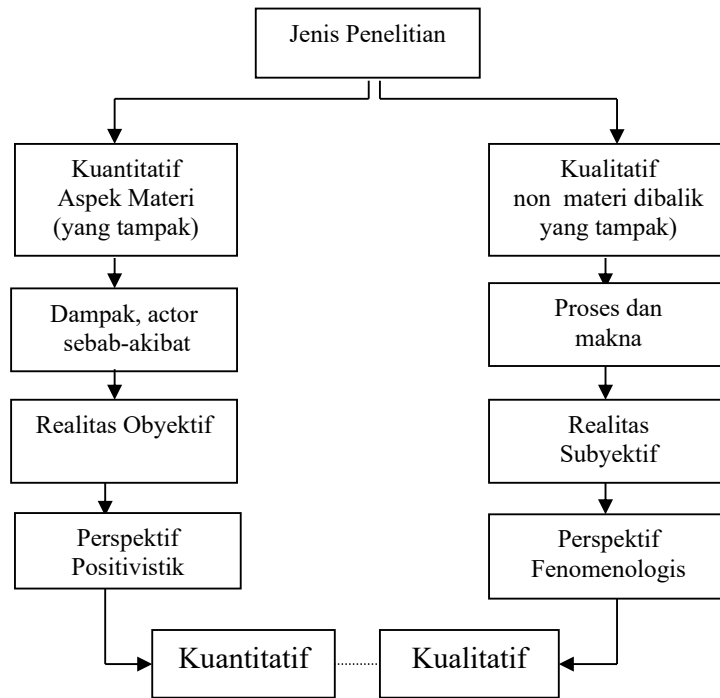 Jenis Penelitian
Kuantitatif
Aspek Materi
(yang tampak)
Kualitatif
non materi dibalik
yang tampak)
Dampak, actor
sebab-akibat
Proses dan
makna
Realitas Obyektif
Realitas
Subyektif
Perspektif
Positivistik
Perspektif
Fenomenologis
Kuantitatif
Kualitatif